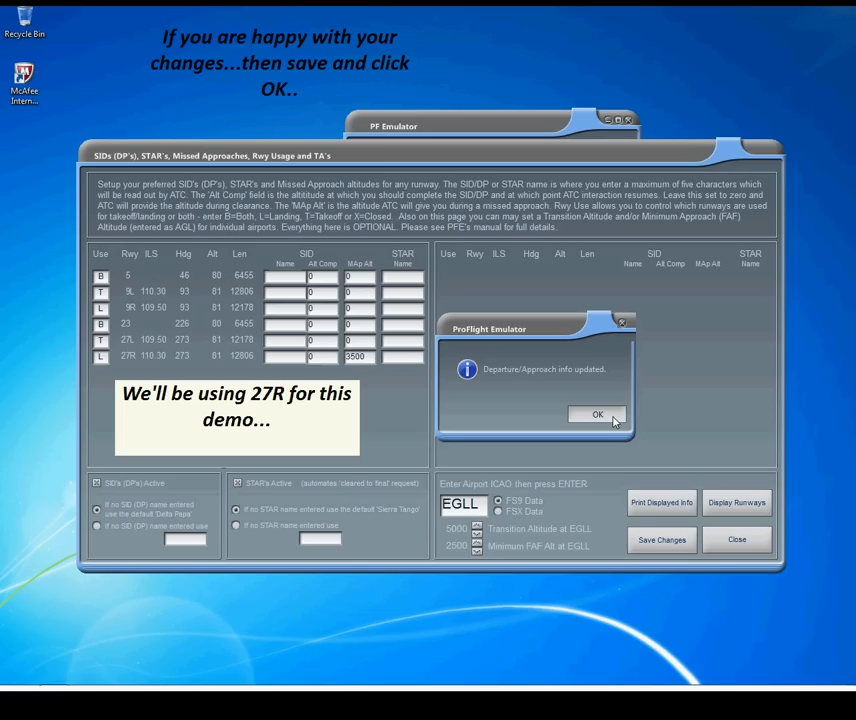 Recycle Bin
McAfee
Intern...
If you are happy with your
changes...then save and click
OK..
PF Emulator
SIDs (DP's), STAR's, Missed Approaches, Rwy Usage and TA's
Setup your preferred SID's (DP's), STAR's and Missed Approach altitudes for any runway. The SID/DP or STAR name is where you enter a maximum of five characters which
will be read out by ATC. The 'Alt Comp' field is the altititude at which you should complete the SID/DP and at which point ATC interaction resumes. Leave this set to zero and
ATC will provide the altitude during clearance. The 'MAp Alt' is the altitude ATC will give you during a missed approach. Rwy Use allows you to control which runways are used
for takeoff/landing or both - enter B=Both, L=Landing, T=Takeoff or X=Closed. Also on this page you can may set a Transition Altitude and/or Minimum Approach (FAF)
Altitude (entered as AGL) for individual airports. Everything here is OPTIONAL. Please see PFE's manual for full details.
Use Rwy ILS Hdg Alt Len SID STAR
Name Alt Comp MAp Alt Name
B 5 46 80 6455 0 0
T 9L 110.30 93 81 12806 0 0
L 9R 109.50 93 81 12178 0 0
B 23 226 80 6455 0 0
T 27L 109.50 273 81 12178 0 0
L 27R 110.30 273 81 12806 0 3500
Use Rwy ILS Hdg Alt Len SID STAR
Name Alt Comp MAp Alt Name
ProFlight Emulator
Departure/Approach info updated.
OK
We'll be using 27R for this
demo...
SID's (DP's) Active
If no SID (DP) name entered
use the default 'Delta Papa'
If no SID (DP) name entered use
STAR's Active (automates 'cleared to final' request)
If no STAR name entered use the default 'Sierra Tango'
If no STAR name entered use
Enter Airport ICAO then press ENTER
EGLL
FS9 Data
FSX Data
5000 Transition Altitude at EGLL
2500 Minimum FAF Alt at EGLL
Print Displayed Info
Display Runways
Save Changes
Close